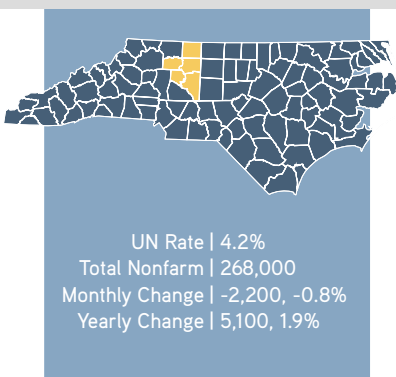 UN Rate | 4.2%
Total Nonfarm | 268,000
Monthly Change | -2,200, -0.8%
Yearly Change | 5,100, 1.9%